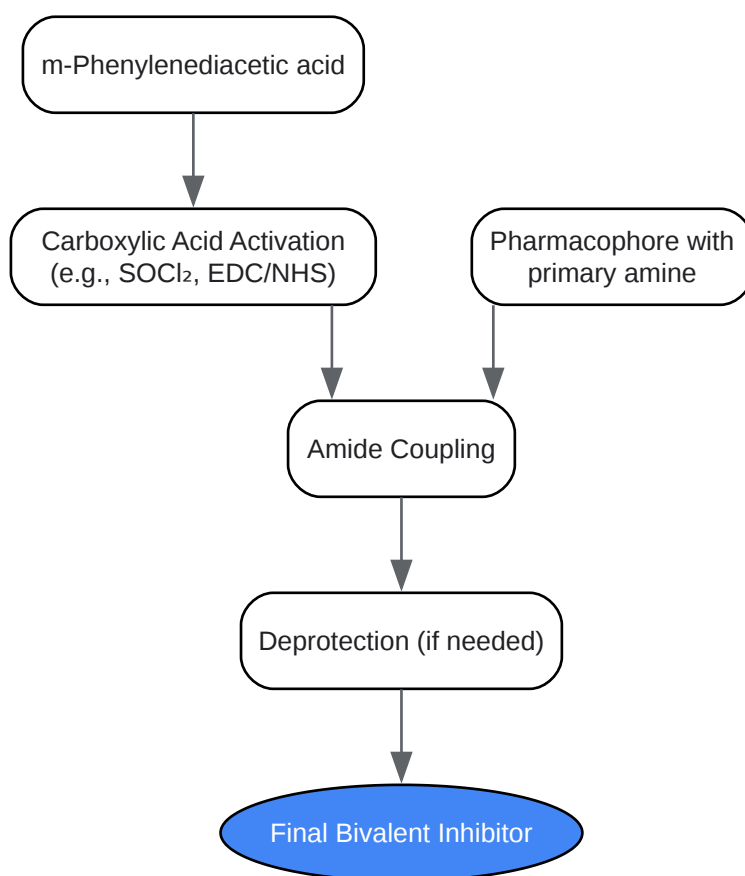 m-Phenylenediacetic acid
Carboxylic Acid Activation
(e.g., SOCl₂, EDC/NHS)
Pharmacophore with
primary amine
Amide Coupling
Deprotection (if needed)
Final Bivalent Inhibitor